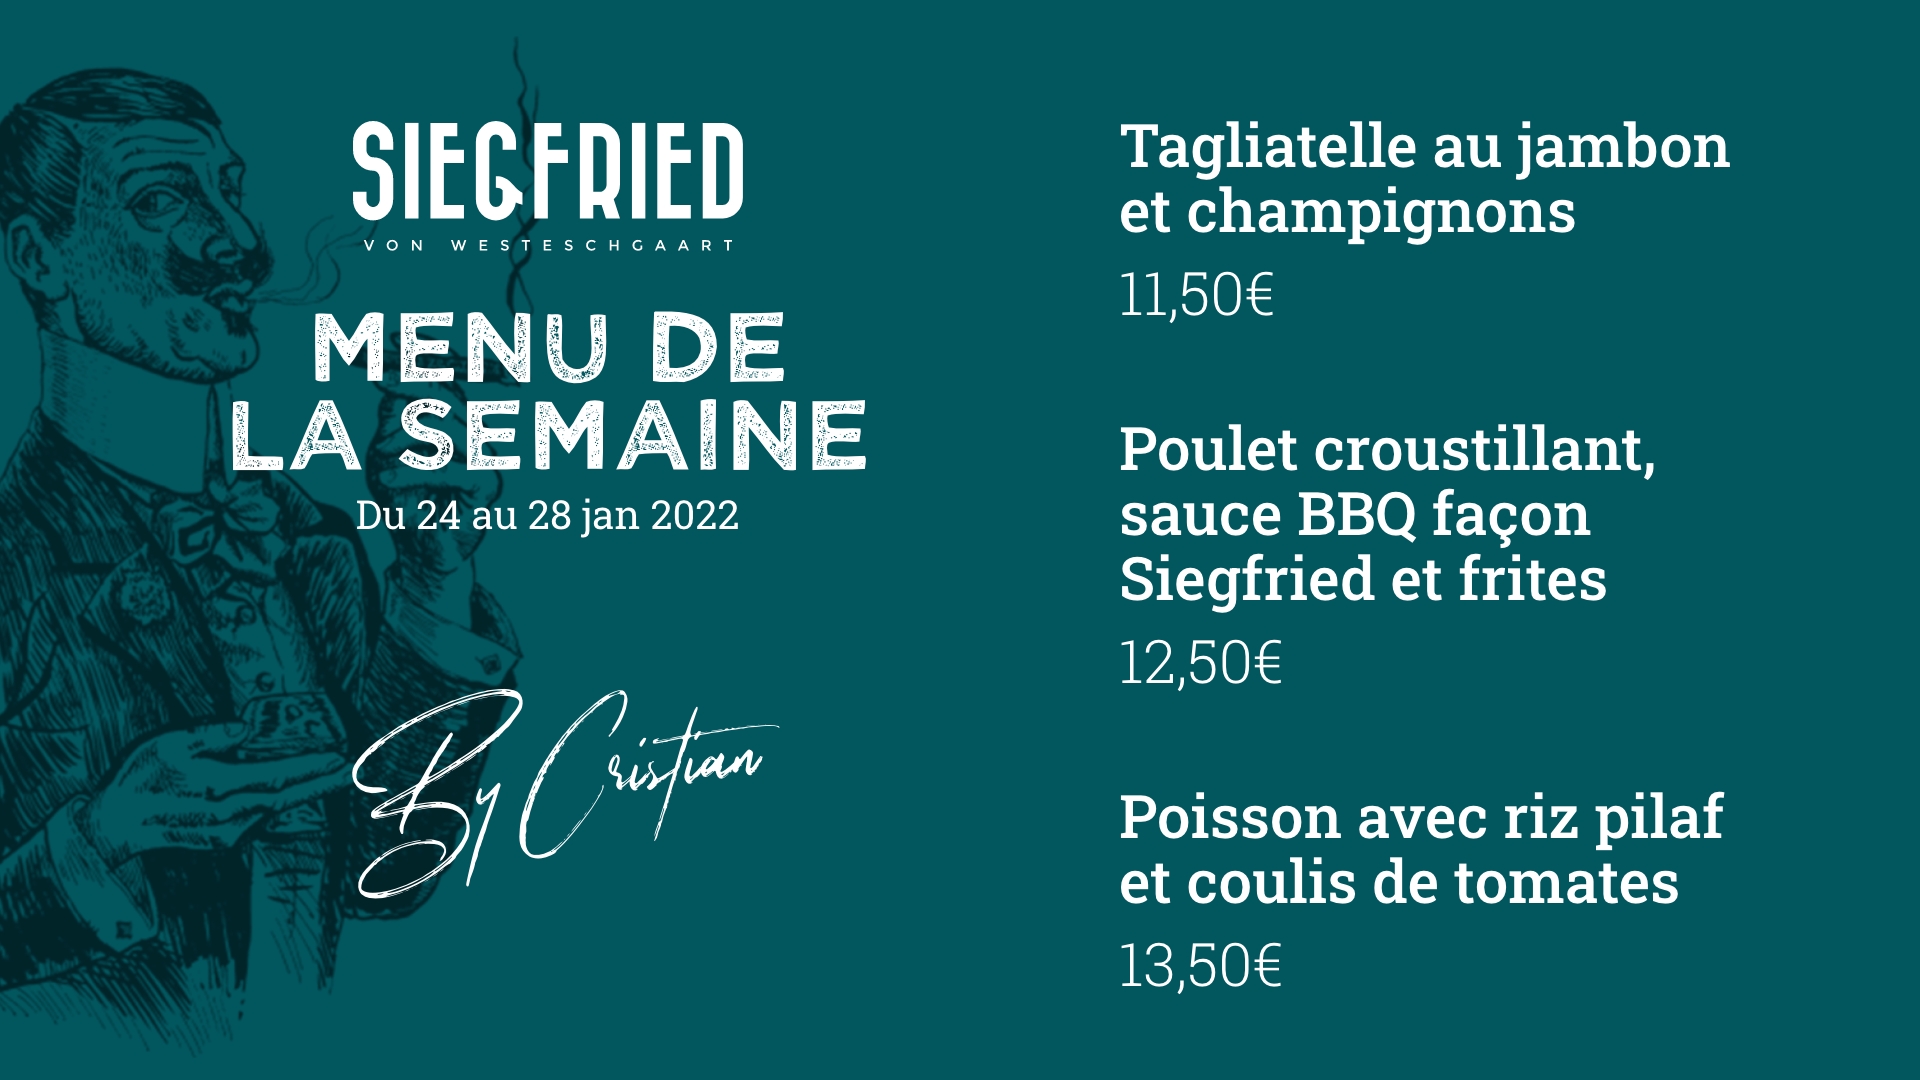 SIEGFRIED
VON WESTESCHGAART
MENU DE
LA SEMAINE
Du 24 au 28 jan 2022
By Cristian
Tagliatelle au jambon
et champignons
11,50€
Poulet croustillant,
sauce BBQ façon
Siegfried et frites
12,50€
Poisson avec riz pilaf
et coulis de tomates
13,50€